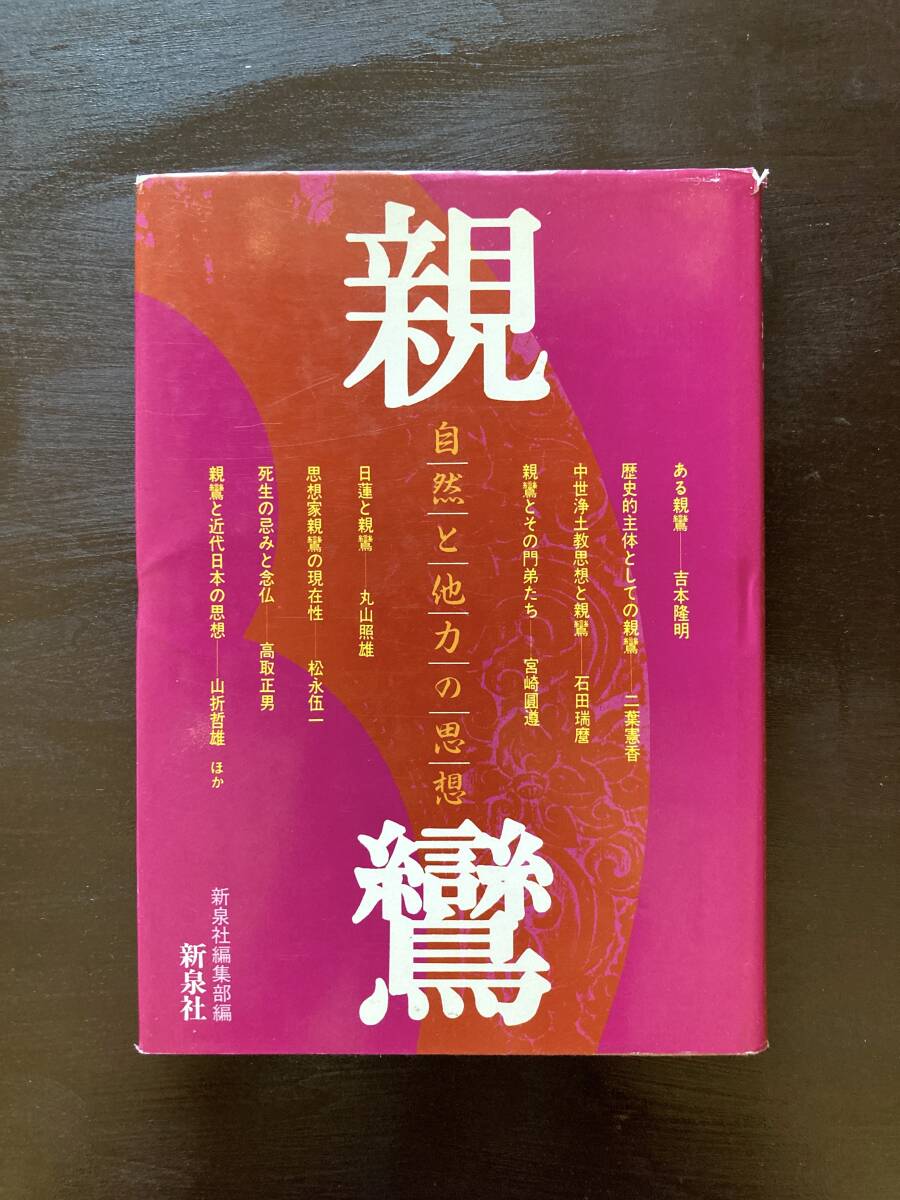 親鸞
自然と他力の思想
ある親鸞――吉本隆明
歴史的主体としての親鸞――二葉憲香
中世浄土教思想と親鸞――石田瑞麿
親鸞とその門弟たち――宮崎圓遵
日蓮と親鸞――丸山照雄
思想家親鸞の現在性――松永伍一
死生の忌みと念仏――高取正男
親鸞と近代日本の思想――山折哲雄 ほか
新泉社編集部編
新泉社